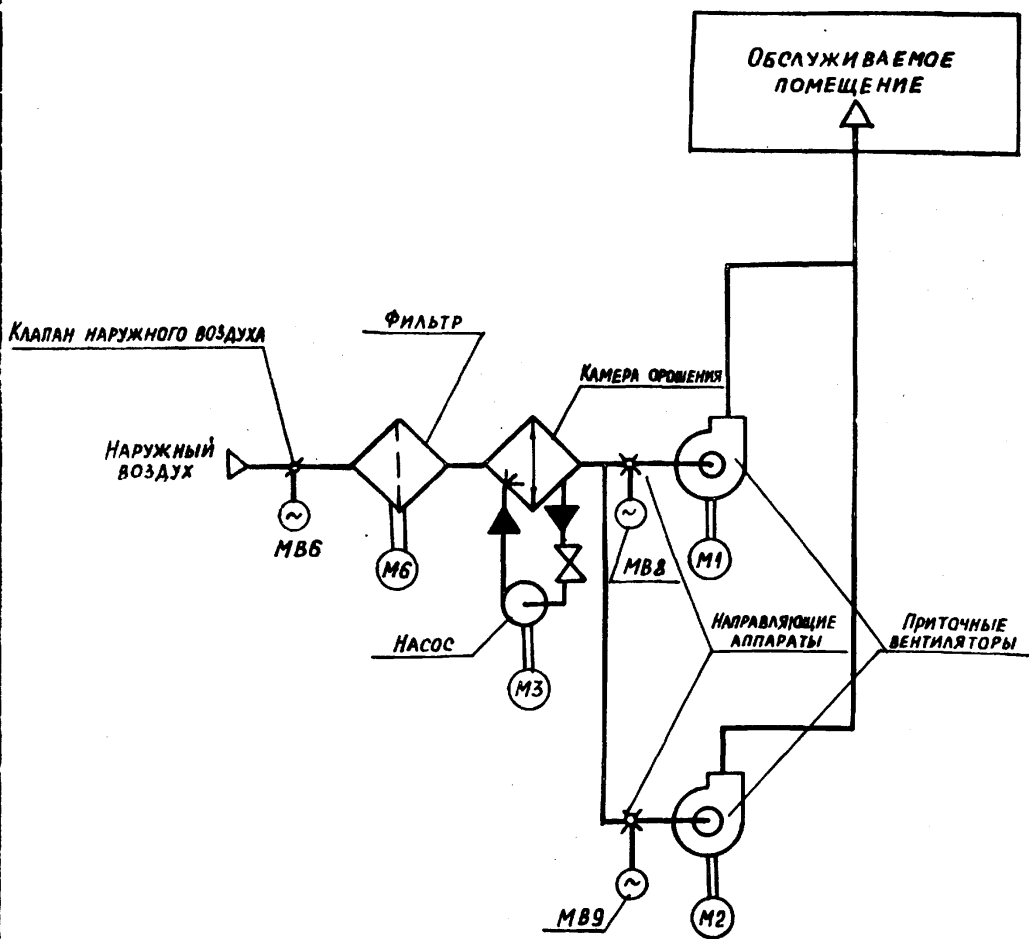 ОБСЛУЖИВАЕМОЕ
ПОМЕЩЕНИЕ
КЛАПАН НАРУЖНОГО ВОЗДУХА
ФИЛЬТР
КАМЕРА ОРОШЕНИЯ
НАРУЖНЫЙ
ВОЗДУХ
~
МВ6
М6
~
МВ8
М1
НАСОС
М3
НАПРАВЛЯЮЩИЕ
АППАРАТЫ
ПРИТОЧНЫЕ
ВЕНТИЛЯТОРЫ
~
МВ9
М2